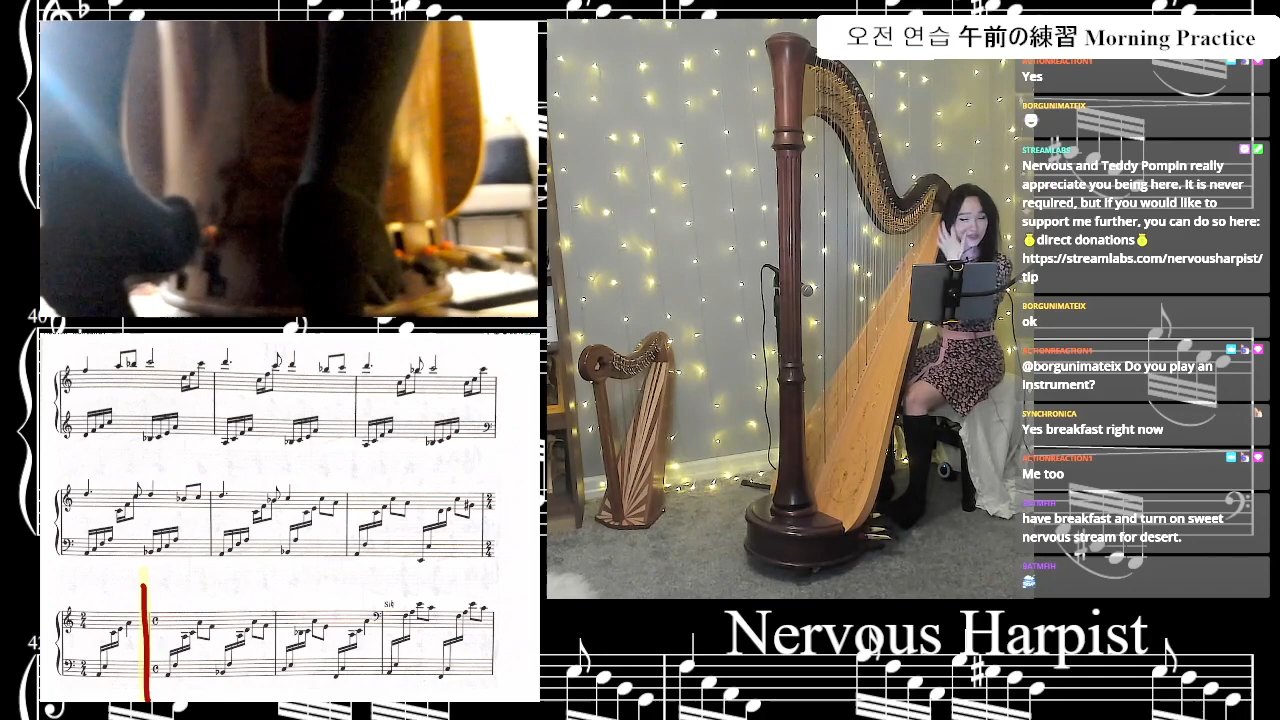 오전 연습 午前の練習 Morning Practice
ACTIONREACTION1
Yes
BORGUNIMATEIX
STREAMLABS
Nervous and Teddy Pompin really
appreciate you being here. It is never
required, but if you would like to
support me further, you can do so here:
direct donations
https://streamlabs.com/nervousharpist/
tip
BORGUNIMATEIX
ok
ACTIONREACTION1
@borgunimateix Do you play an
instrument?
SYNCHRONICA
Yes breakfast right now
ACTIONREACTION1
Me too
BATMFIH
have breakfast and turn on sweet
nervous stream for desert.
BATMFIH
Nervous Harpist